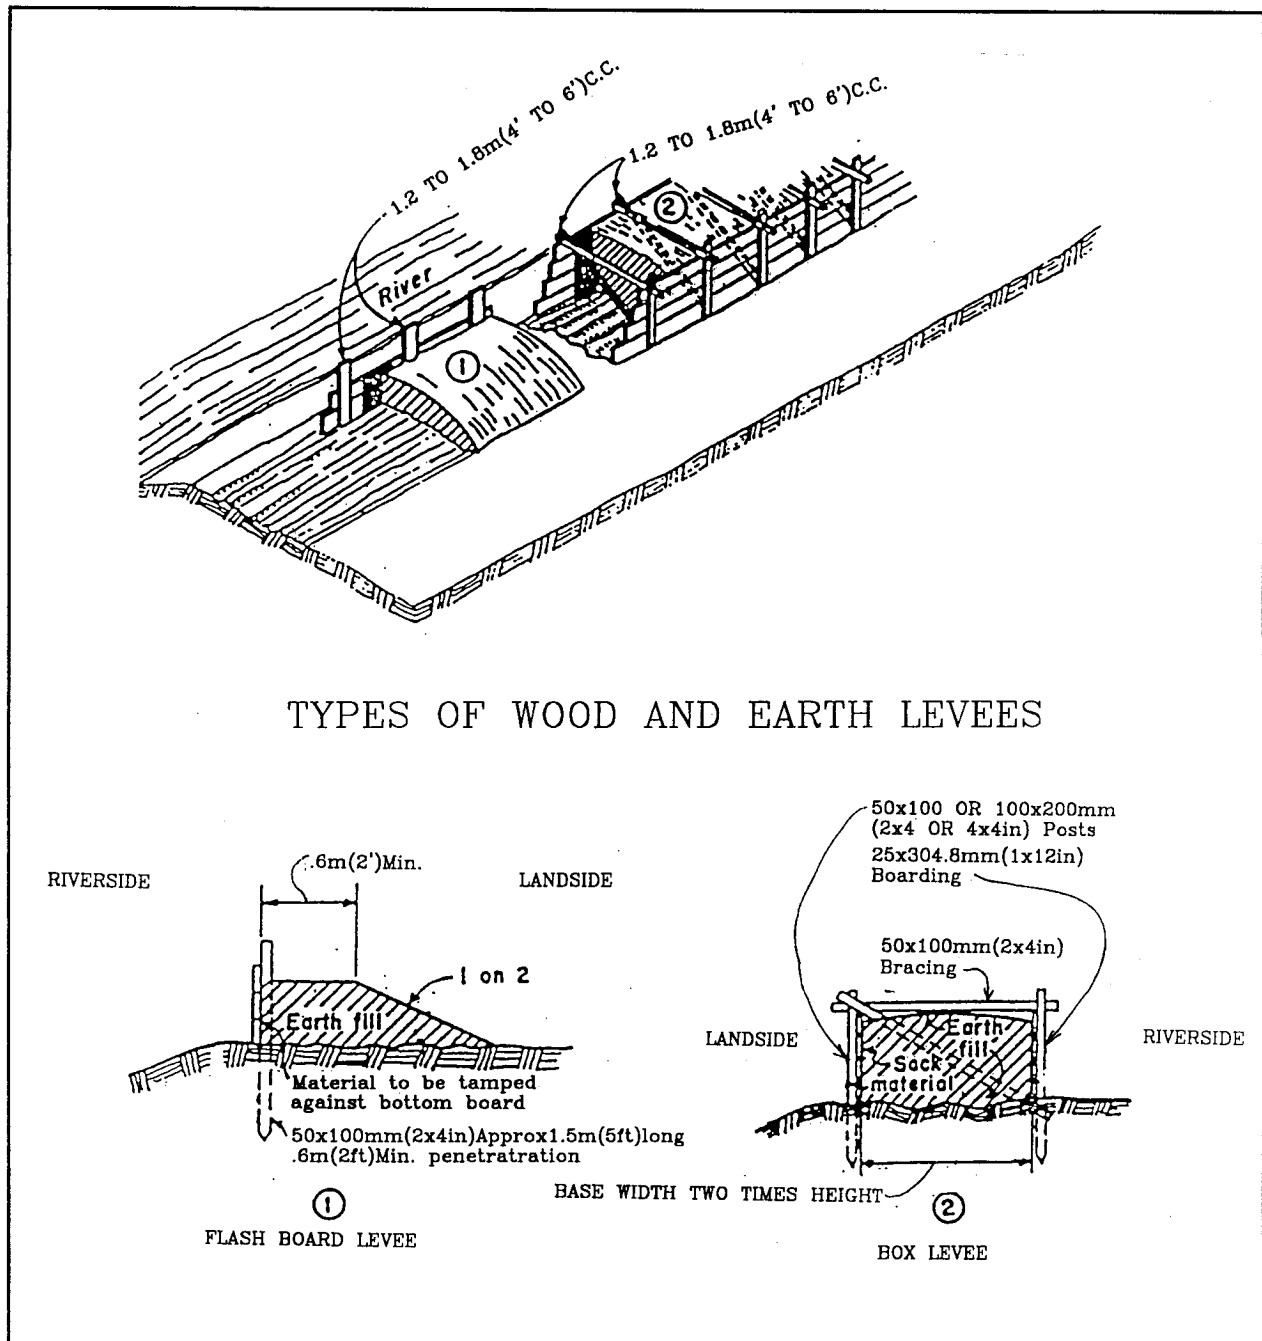 1.2 TO 1.8m(4' TO 6')C.C.
1.2 TO 1.8m(4' TO 6')C.C.
River
2
1
TYPES OF WOOD AND EARTH LEVEES
RIVERSIDE
.6m(2')Min.
LANDSIDE
1 on 2
Earth fill
Material to be tamped
against bottom board
50x100mm(2x4in)Approx1.5m(5ft)long
.6m(2ft)Min. penetratration
1
FLASH BOARD LEVEE
50x100 OR 100x200mm
(2x4 OR 4x4in) Posts
25x304.8mm(1x12in)
Boarding
50x100mm(2x4in)
Bracing
LANDSIDE
RIVERSIDE
Earth
fill
Sack
material
BASE WIDTH TWO TIMES HEIGHT
2
BOX LEVEE